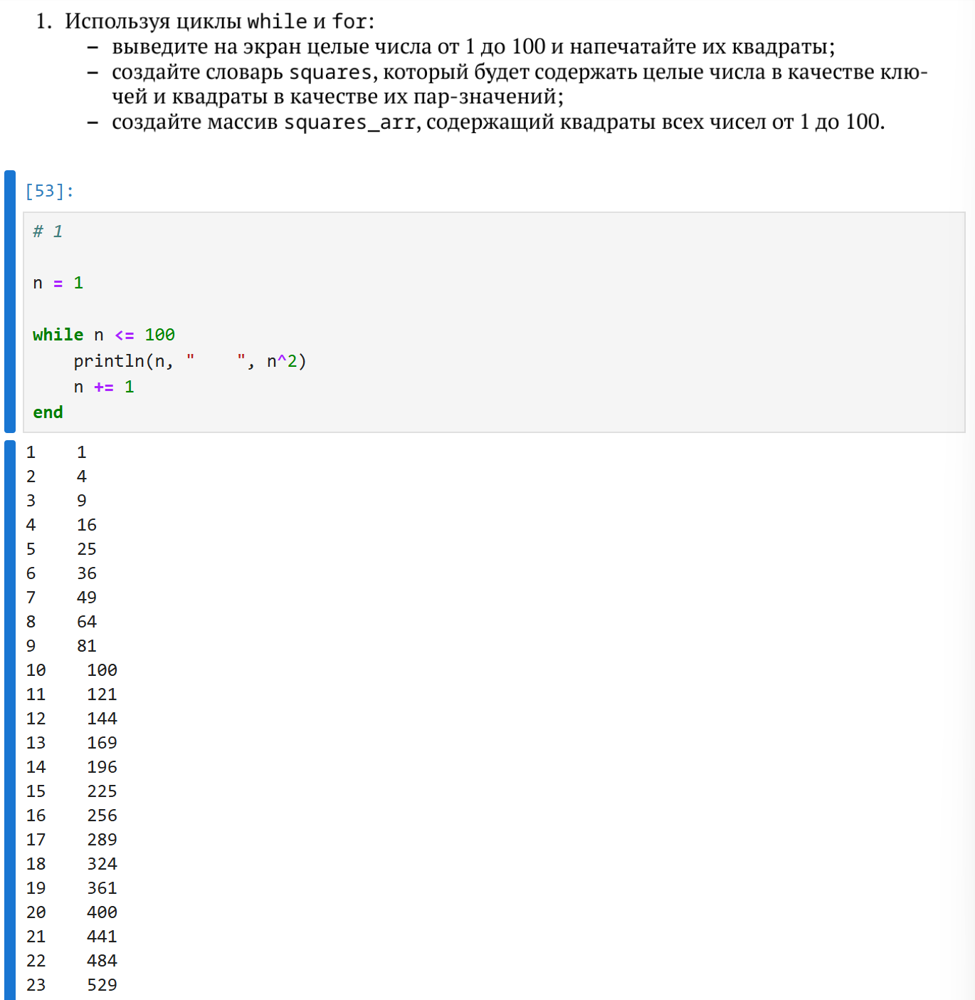 1. Используя циклы while и for:
– выведите на экран целые числа от 1 до 100 и напечатайте их квадраты;
– создайте словарь squares, который будет содержать целые числа в качестве клю-
чей и квадраты в качестве их пар-значений;
– создайте массив squares_arr, содержащий квадраты всех чисел от 1 до 100.
[53]:
# 1
n = 1
while n <= 100
    println(n, "    ", n^2)
    n += 1
end
1    1
2    4
3    9
4    16
5    25
6    36
7    49
8    64
9    81
10    100
11    121
12    144
13    169
14    196
15    225
16    256
17    289
18    324
19    361
20    400
21    441
22    484
23    529